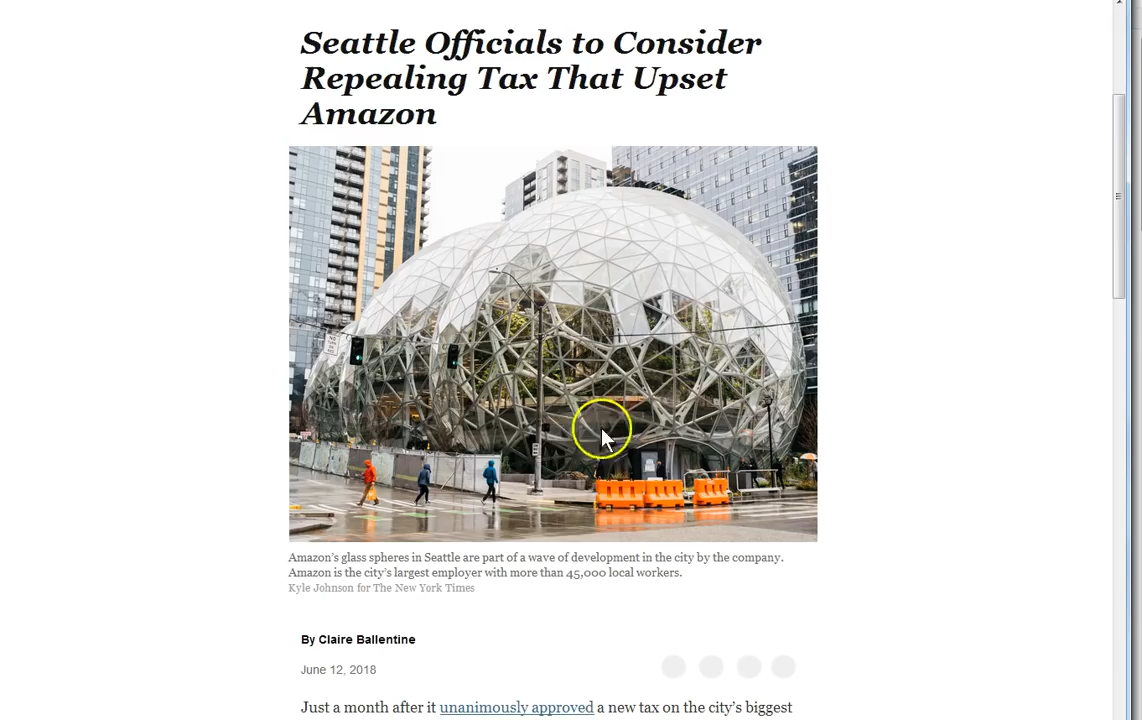 Seattle Officials to Consider
Repealing Tax That Upset
Amazon
Amazon’s glass spheres in Seattle are part of a wave of development in the city by the company.
Amazon is the city’s largest employer with more than 45,000 local workers.
Kyle Johnson for The New York Times
By Claire Ballentine
June 12, 2018
Just a month after it unanimously approved a new tax on the city’s biggest